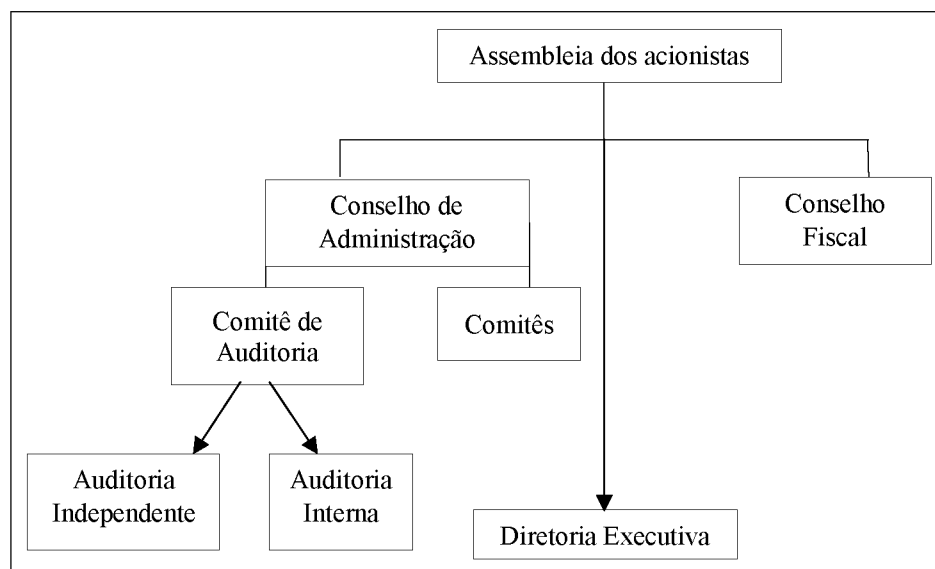 Assembleia dos acionistas
Conselho de
Administração
Conselho
Fiscal
Comitê de
Auditoria
Comitês
Auditoria
Independente
Auditoria
Interna
Diretoria Executiva